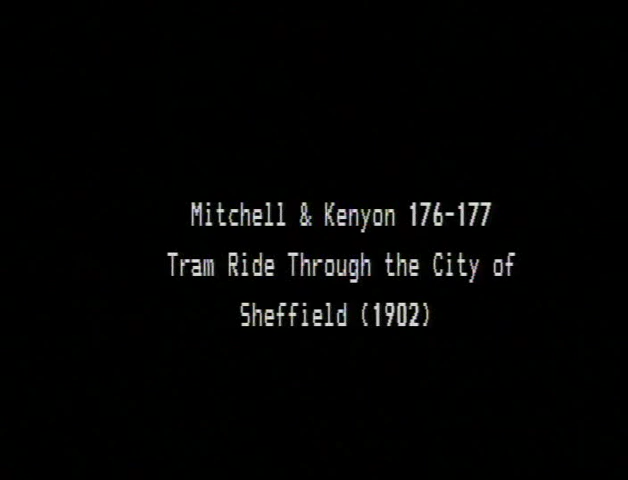 Mitchell & Kenyon 176-177
Tram Ride Through the City of
Sheffield (1902)